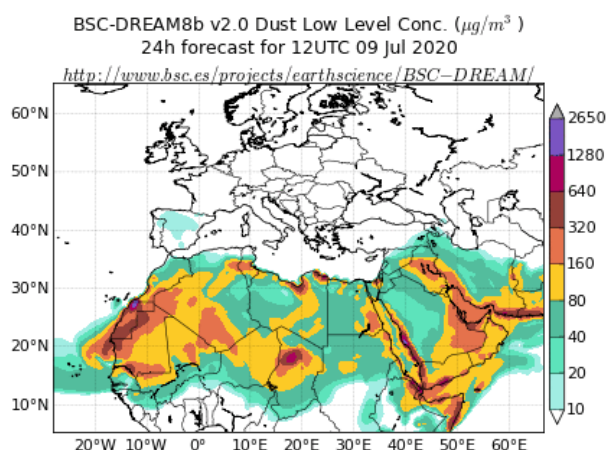 BSC-DREAM8b v2.0 Dust Low Level Conc. (μg/m³ )
24h forecast for 12UTC 09 Jul 2020
http://www.bsc.es/projects/earthscience/BSC−DREAM/
60°N
50°N
40°N
30°N
20°N
10°N
20°W 10°W 0° 10°E 20°E 30°E 40°E 50°E 60°E
2650
1280
640
320
160
80
40
20
10